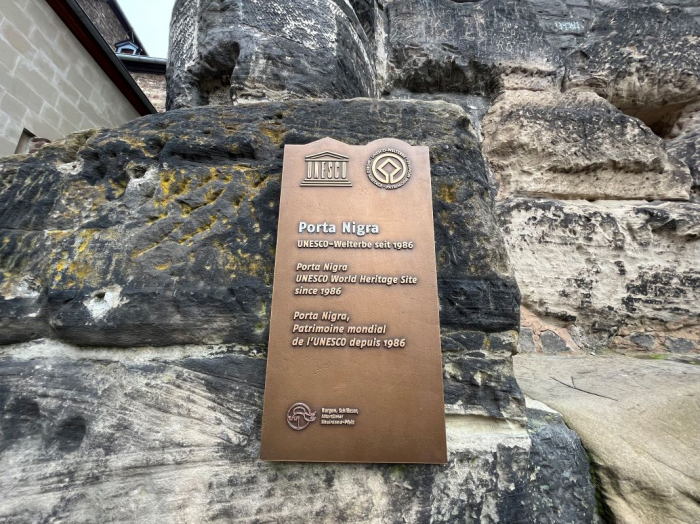 UNESCO
Porta Nigra
UNESCO-Welterbe seit 1986
Porta Nigra
UNESCO World Heritage Site
since 1986
Porta Nigra,
Patrimoine mondial
de l'UNESCO depuis 1986
Burgen, Schlösser,
Altertümer
Rheinland-Pfalz